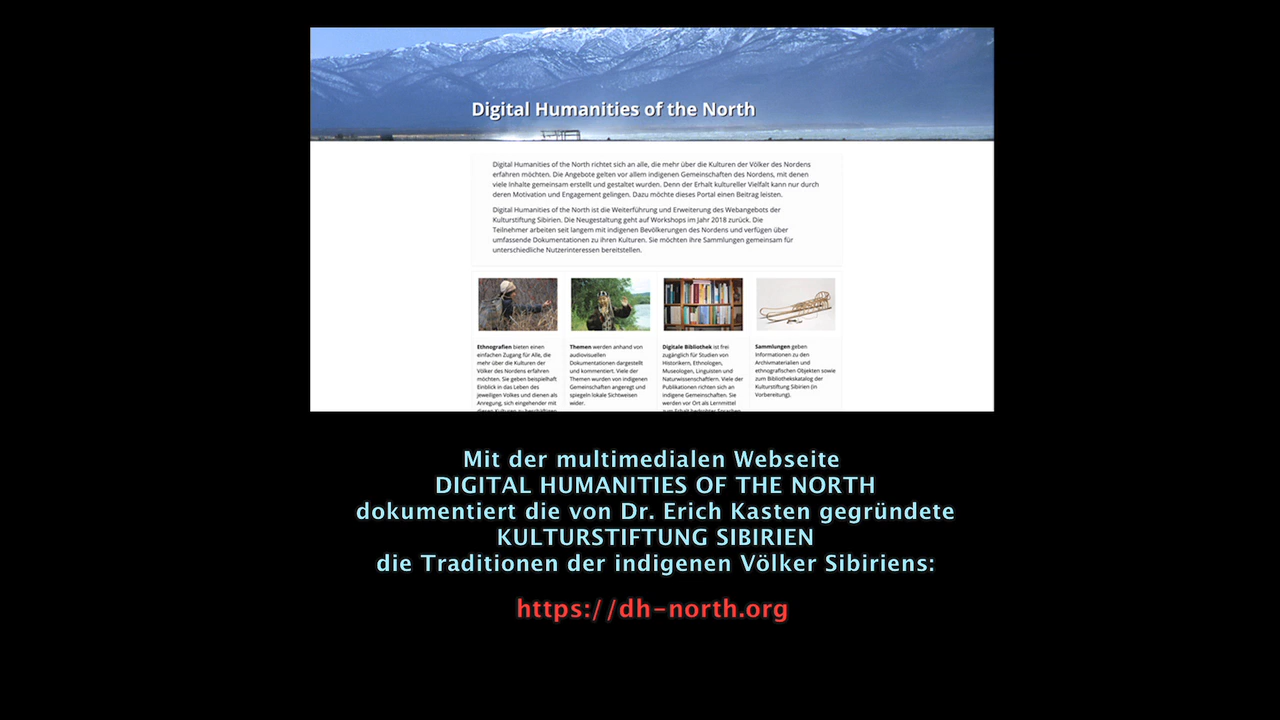 Digital Humanities of the North
Digital Humanities of the North richtet sich an alle, die mehr über die Kulturen der Völker des Nordens
erfahren möchten. Die Angebote gelten vor allem indigenen Gemeinschaften des Nordens, mit denen
viele Inhalte gemeinsam erstellt und gestaltet wurden. Denn der Erhalt kultureller Vielfalt kann nur durch
deren Motivation und Engagement gelingen. Dazu möchte dieses Portal einen Beitrag leisten.
Digital Humanities of the North ist die Weiterführung und Erweiterung des Webangebots der
Kulturstiftung Sibirien. Die Neugestaltung geht auf Workshops im Jahr 2018 zurück. Die
Teilnehmer arbeiten seit langem mit indigenen Bevölkerungen des Nordens und verfügen über
umfassende Dokumentationen zu ihren Kulturen. Sie möchten ihre Sammlungen gemeinsam für
unterschiedliche Nutzerinteressen bereitstellen.
Ethnografien bieten einen
einfachen Zugang für Alle, die
mehr über die Kulturen der
Völker des Nordens erfahren
möchten. Sie geben beispielhaft
Einblick in das Leben des
jeweiligen Volkes und dienen als
Anregung, sich eingehender mit
Themen werden anhand von
audiovisuellen
Dokumentationen dargestellt
und kommentiert. Viele der
Themen wurden von indigenen
Gemeinschaften angeregt und
spiegeln lokale Sichtweisen
wider.
Digitale Bibliothek ist frei
zugänglich für Studien von
Historikern, Ethnologen,
Museologen, Linguisten und
Naturwissenschaftlern. Viele der
Publikationen richten sich an
indigene Gemeinschaften. Sie
werden vor Ort als Lernmittel
Sammlungen geben
Informationen zu den
Archivmaterialien und
ethnografischen Objekten sowie
zum Bibliothekskatalog der
Kulturstiftung Sibirien (in
Vorbereitung).
Mit der multimedialen Webseite
DIGITAL HUMANITIES OF THE NORTH
dokumentiert die von Dr. Erich Kasten gegründete
KULTURSTIFTUNG SIBIRIEN
die Traditionen der indigenen Völker Sibiriens:
https://dh-north.org